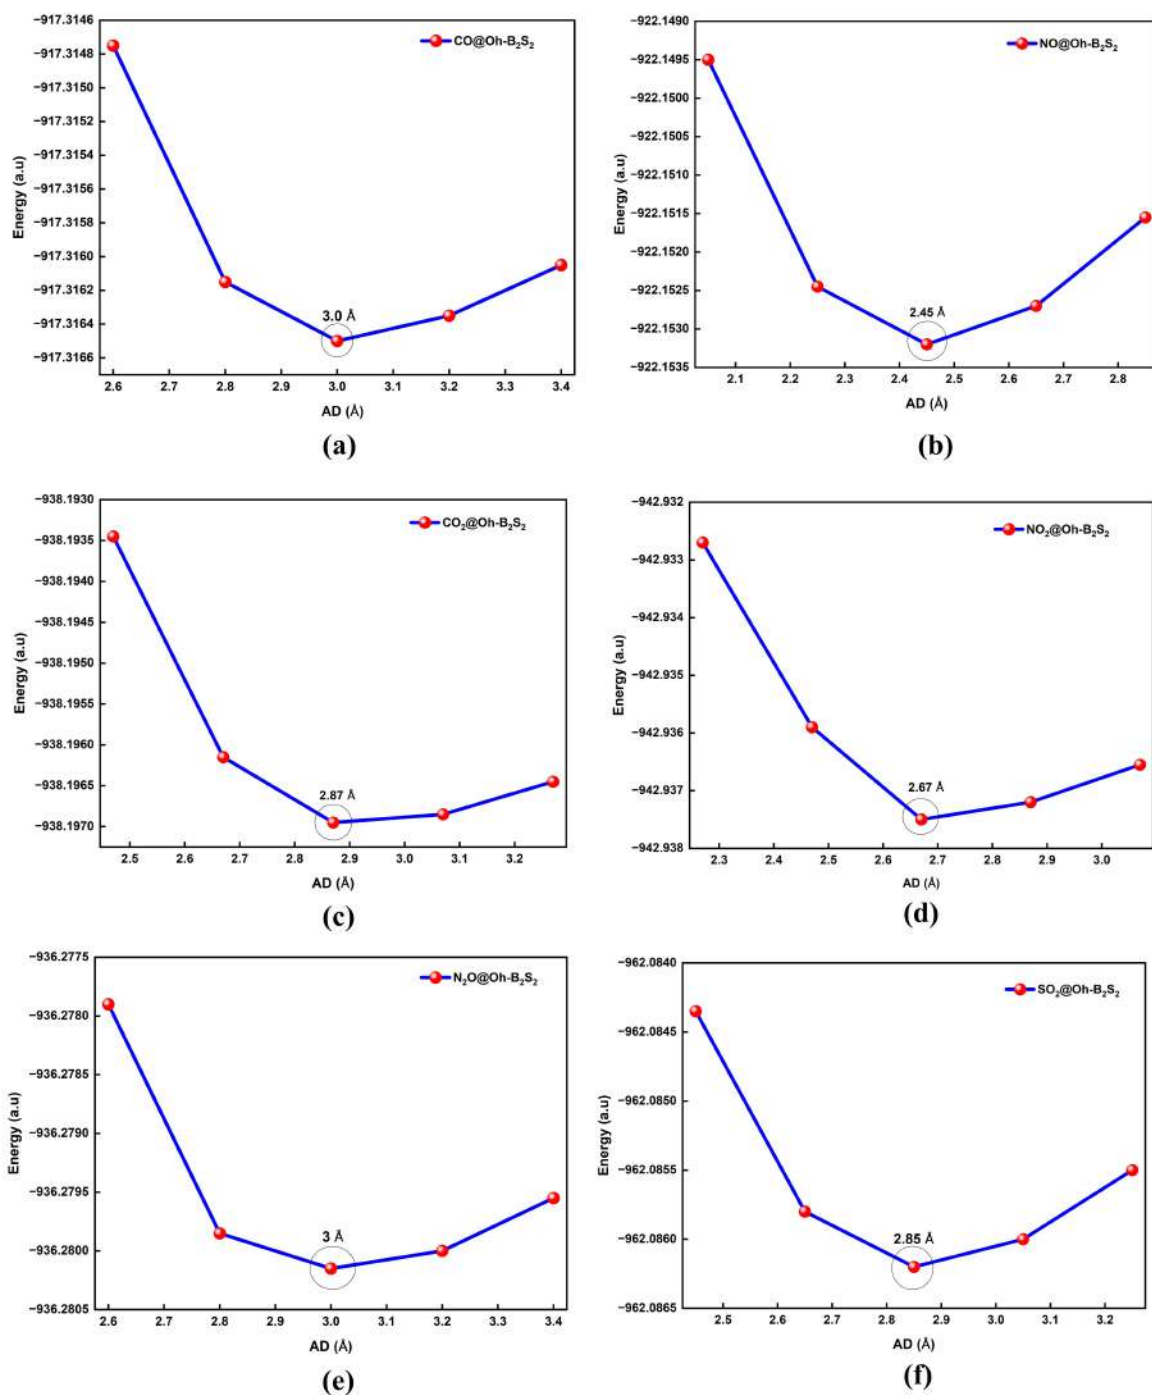 −917.3146
−917.3148
−917.3150
−917.3152
−917.3154
−917.3156
−917.3158
−917.3160
−917.3162
−917.3164
−917.3166
Energy (a.u)
CO@Oh-B₂S₂
3.0 Å
2.6 2.7 2.8 2.9 3.0 3.1 3.2 3.3 3.4
AD (Å)
(a)
−922.1490
−922.1495
−922.1500
−922.1505
−922.1510
−922.1515
−922.1520
−922.1525
−922.1530
−922.1535
Energy (a.u)
NO@Oh-B₂S₂
2.45 Å
2.1 2.2 2.3 2.4 2.5 2.6 2.7 2.8
AD (Å)
(b)
−938.1930
−938.1935
−938.1940
−938.1945
−938.1950
−938.1955
−938.1960
−938.1965
−938.1970
Energy (a.u)
CO₂@Oh-B₂S₂
2.87 Å
2.5 2.6 2.7 2.8 2.9 3.0 3.1 3.2
AD (Å)
(c)
−942.932
−942.933
−942.934
−942.935
−942.936
−942.937
−942.938
Energy (a.u)
NO₂@Oh-B₂S₂
2.67 Å
2.3 2.4 2.5 2.6 2.7 2.8 2.9 3.0
AD (Å)
(d)
−936.2775
−936.2780
−936.2785
−936.2790
−936.2795
−936.2800
−936.2805
Energy (a.u)
N₂O@Oh-B₂S₂
3 Å
2.6 2.7 2.8 2.9 3.0 3.1 3.2 3.3 3.4
AD (Å)
(e)
−962.0840
−962.0845
−962.0850
−962.0855
−962.0860
−962.0865
Energy (a.u)
SO₂@Oh-B₂S₂
2.85 Å
2.5 2.6 2.7 2.8 2.9 3.0 3.1 3.2
AD (Å)
(f)